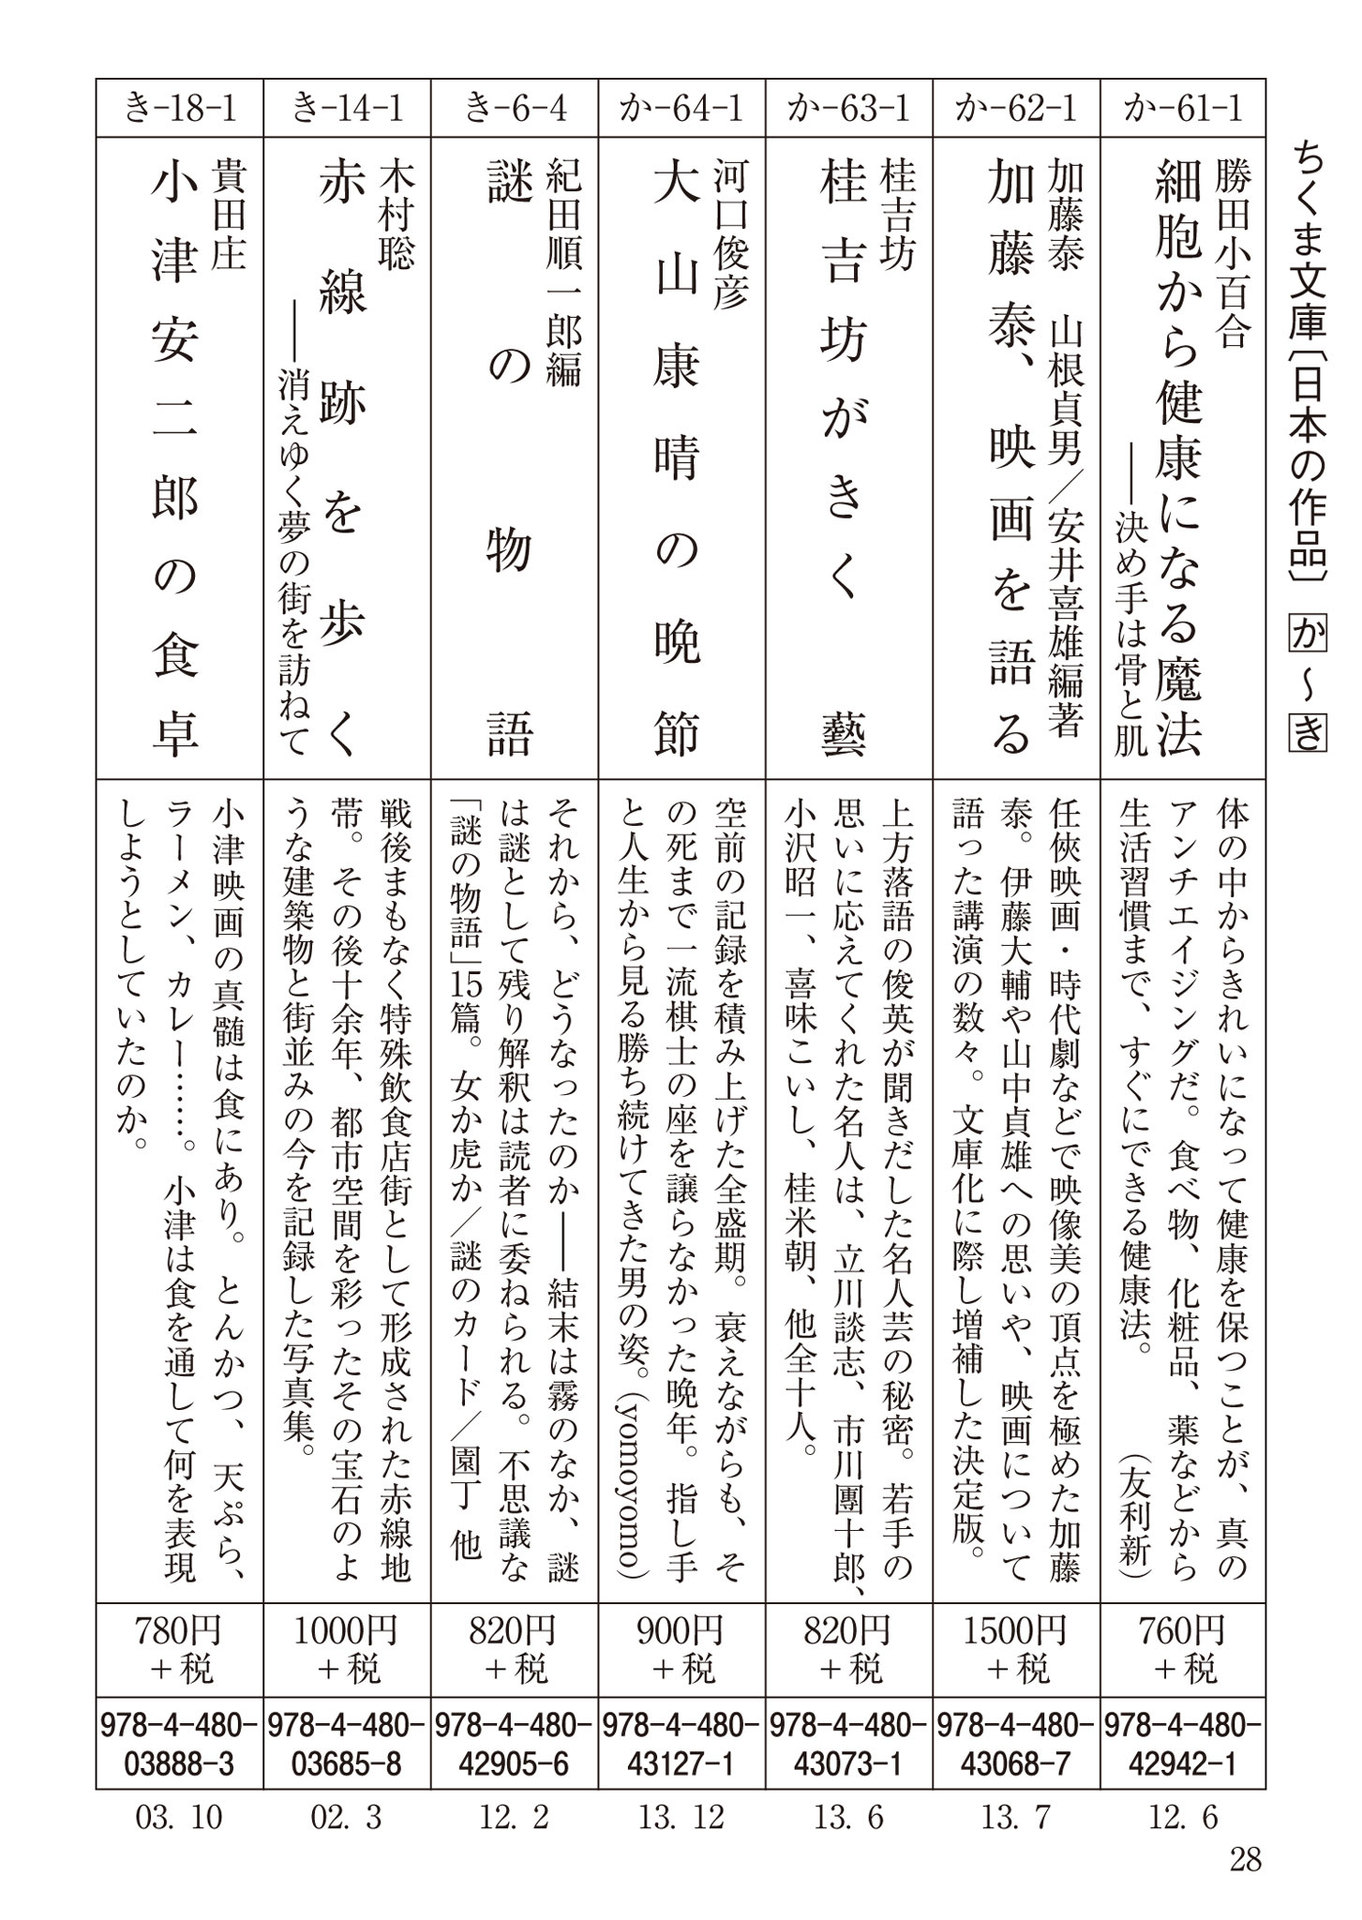 ちくま文庫〔日本の作品〕 か〜き
か-61-1
勝田小百合
細胞から健康になる魔法
――決め手は骨と肌
体の中からきれいになって健康を保つことが、真の
アンチエイジングだ。食べ物、化粧品、薬などから
生活習慣まで、すぐにできる健康法。（友利新）
760円
＋税
978-4-480-
42942-1
12. 6
か-62-1
加藤泰 山根貞男／安井喜雄編著
加藤泰、映画を語る
任俠映画・時代劇などで映像美の頂点を極めた加藤
泰。伊藤大輔や山中貞雄への思いや、映画について
語った講演の数々。文庫化に際し増補した決定版。
1500円
＋税
978-4-480-
43068-7
13. 7
か-63-1
桂吉坊
桂吉坊がきく 藝
上方落語の俊英が聞きだした名人芸の秘密。若手の
思いに応えてくれた名人は、立川談志、市川團十郎、
小沢昭一、喜味こいし、桂米朝、他全十人。
820円
＋税
978-4-480-
43073-1
13. 6
か-64-1
河口俊彦
大山康晴の晩節
空前の記録を積み上げた全盛期。衰えながらも、そ
の死まで一流棋士の座を譲らなかった晩年。指し手
と人生から見る勝ち続けてきた男の姿。（yomoyomo）
900円
＋税
978-4-480-
43127-1
13. 12
き-6-4
紀田順一郎編
謎の物語
それから、どうなったのか――結末は霧のなか、謎
は謎として残り解釈は読者に委ねられる。不思議な
「謎の物語」15篇。女か虎か／謎のカード／園丁 他
820円
＋税
978-4-480-
42905-6
12. 2
き-14-1
木村聡
赤線跡を歩く
――消えゆく夢の街を訪ねて
戦後まもなく特殊飲食店街として形成された赤線地
帯。その後十余年、都市空間を彩ったその宝石のよ
うな建築物と街並みの今を記録した写真集。
1000円
＋税
978-4-480-
03685-8
02. 3
き-18-1
貴田庄
小津安二郎の食卓
小津映画の真髄は食にあり。とんかつ、天ぷら、
ラーメン、カレー……。小津は食を通して何を表現
しようとしていたのか。
780円
＋税
978-4-480-
03888-3
03. 10
28